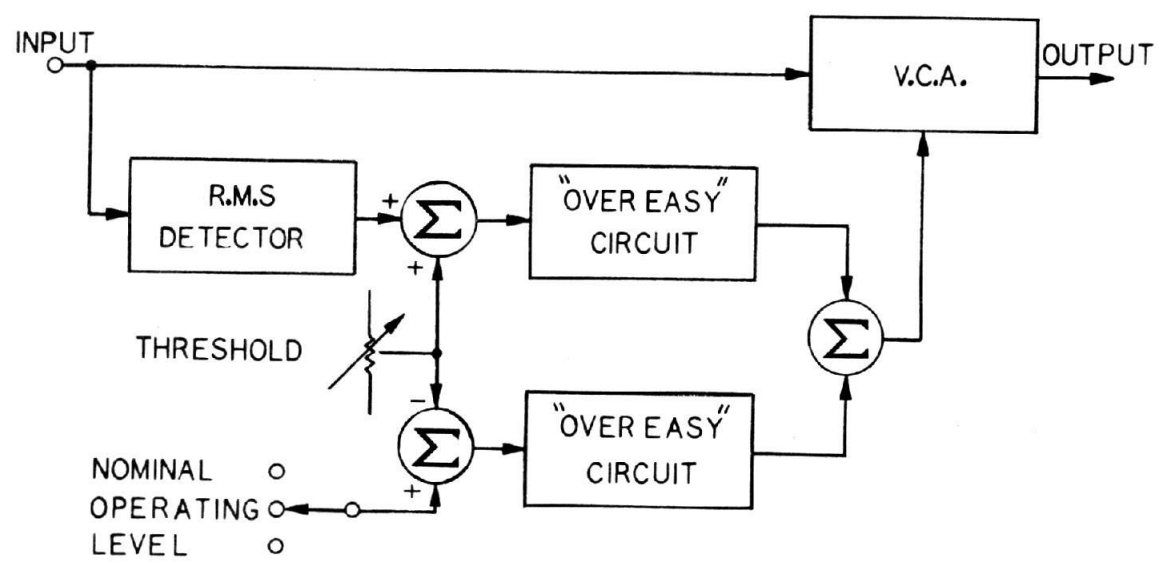 INPUT
V.C.A.
OUTPUT
R.M.S
DETECTOR
+
Σ
+
"OVER EASY"
CIRCUIT
THRESHOLD
Σ
-
Σ
+
"OVER EASY"
CIRCUIT
NOMINAL
OPERATING
LEVEL